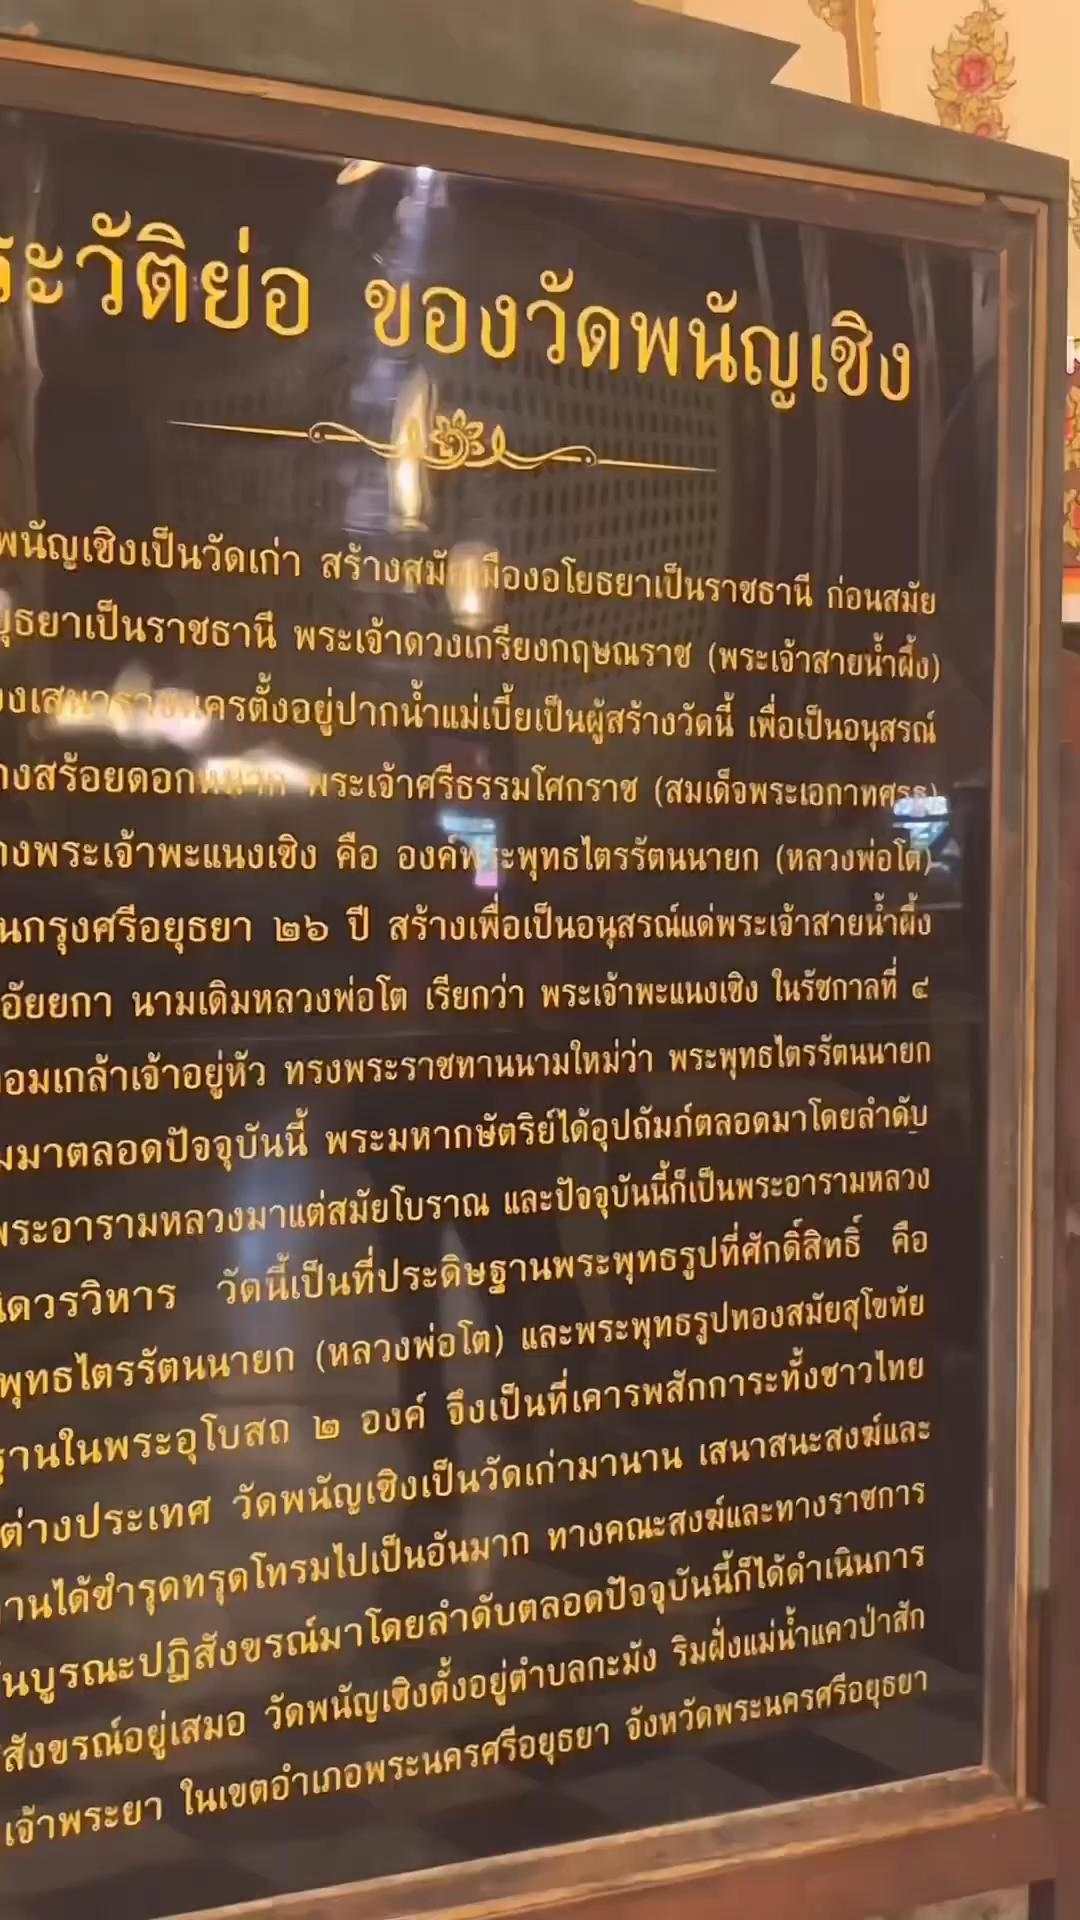 ระวัติย่อ ของวัดพนัญเชิง
พนัญเชิงเป็นวัดเก่า สร้างสมัยเมืองอโยธยาเป็นราชธานี ก่อนสมัย
ยุธยาเป็นราชธานี พระเจ้าดวงเกรียงกฤษณราช (พระเจ้าสายน้ำผึ้ง)
องเสนาราชนครตั้งอยู่ปากน้ำแม่เบี้ยเป็นผู้สร้างวัดนี้ เพื่อเป็นอนุสรณ์
างสร้อยดอกหมาก พระเจ้าศรีธรรมโศกราช (สมเด็จพระเอกาทศรถ)
างพระเจ้าพะแนงเชิง คือ องค์พระพุทธไตรรัตนนายก (หลวงพ่อโต)
นกรุงศรีอยุธยา ๒๖ ปี สร้างเพื่อเป็นอนุสรณ์แด่พระเจ้าสายน้ำผึ้ง
อัยยกา นามเดิมหลวงพ่อโต เรียกว่า พระเจ้าพะแนงเชิง ในรัชกาลที่ ๔
อมเกล้าเจ้าอยู่หัว ทรงพระราชทานนามใหม่ว่า พระพุทธไตรรัตนนายก
มมาตลอดปัจจุบันนี้ พระมหากษัตริย์ได้อุปถัมภ์ตลอดมาโดยลำดับ
พระอารามหลวงมาแต่สมัยโบราณ และปัจจุบันนี้ก็เป็นพระอารามหลวง
ดวรวิหาร วัดนี้เป็นที่ประดิษฐานพระพุทธรูปที่ศักดิ์สิทธิ์ คือ
พุทธไตรรัตนนายก (หลวงพ่อโต) และพระพุทธรูปทองสมัยสุโขทัย
ฐานในพระอุโบสถ ๒ องค์ จึงเป็นที่เคารพสักการะทั้งชาวไทย
ต่างประเทศ วัดพนัญเชิงเป็นวัดเก่ามานาน เสนาสนะสงฆ์และ
านได้ชำรุดทรุดโทรมไปเป็นอันมาก ทางคณะสงฆ์และทางราชการ
นบูรณะปฏิสังขรณ์มาโดยลำดับตลอดปัจจุบันนี้ก็ได้ดำเนินการ
สังขรณ์อยู่เสมอ วัดพนัญเชิงตั้งอยู่ตำบลกะมัง ริมฝั่งแม่น้ำแควป่าสัก
เจ้าพระยา ในเขตอำเภอพระนครศรีอยุธยา จังหวัดพระนครศรีอยุธยา